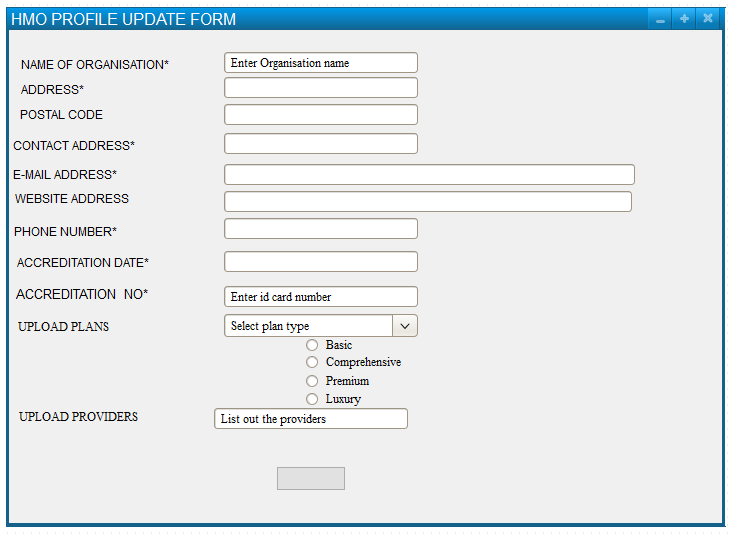 HMO PROFILE UPDATE FORM
NAME OF ORGANISATION* Enter Organisation name
ADDRESS*
POSTAL CODE
CONTACT ADDRESS*
E-MAIL ADDRESS*
WEBSITE ADDRESS
PHONE NUMBER*
ACCREDITATION DATE*
ACCREDITATION NO* Enter id card number
UPLOAD PLANS Select plan type
Basic
Comprehensive
Premium
Luxury
UPLOAD PROVIDERS List out the providers